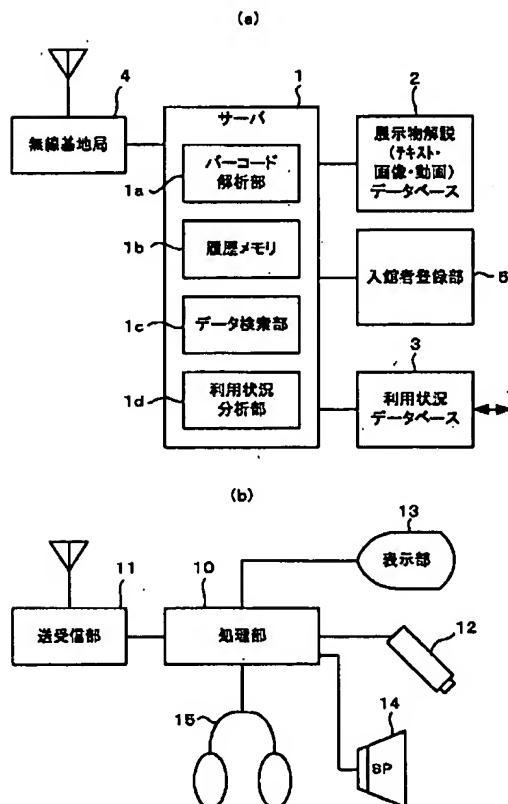 (a)
4
無線基地局
1
サーバ
1a
バーコード
解析部
1b
履歴メモリ
1c
データ検索部
1d
利用状況
分析部
2
展示物解説
(テキスト・
画像・動画)
データベース
入館者登録部
5
3
利用状況
データベース
(b)
13
表示部
11
送受信部
10
処理部
12
15
14
SP